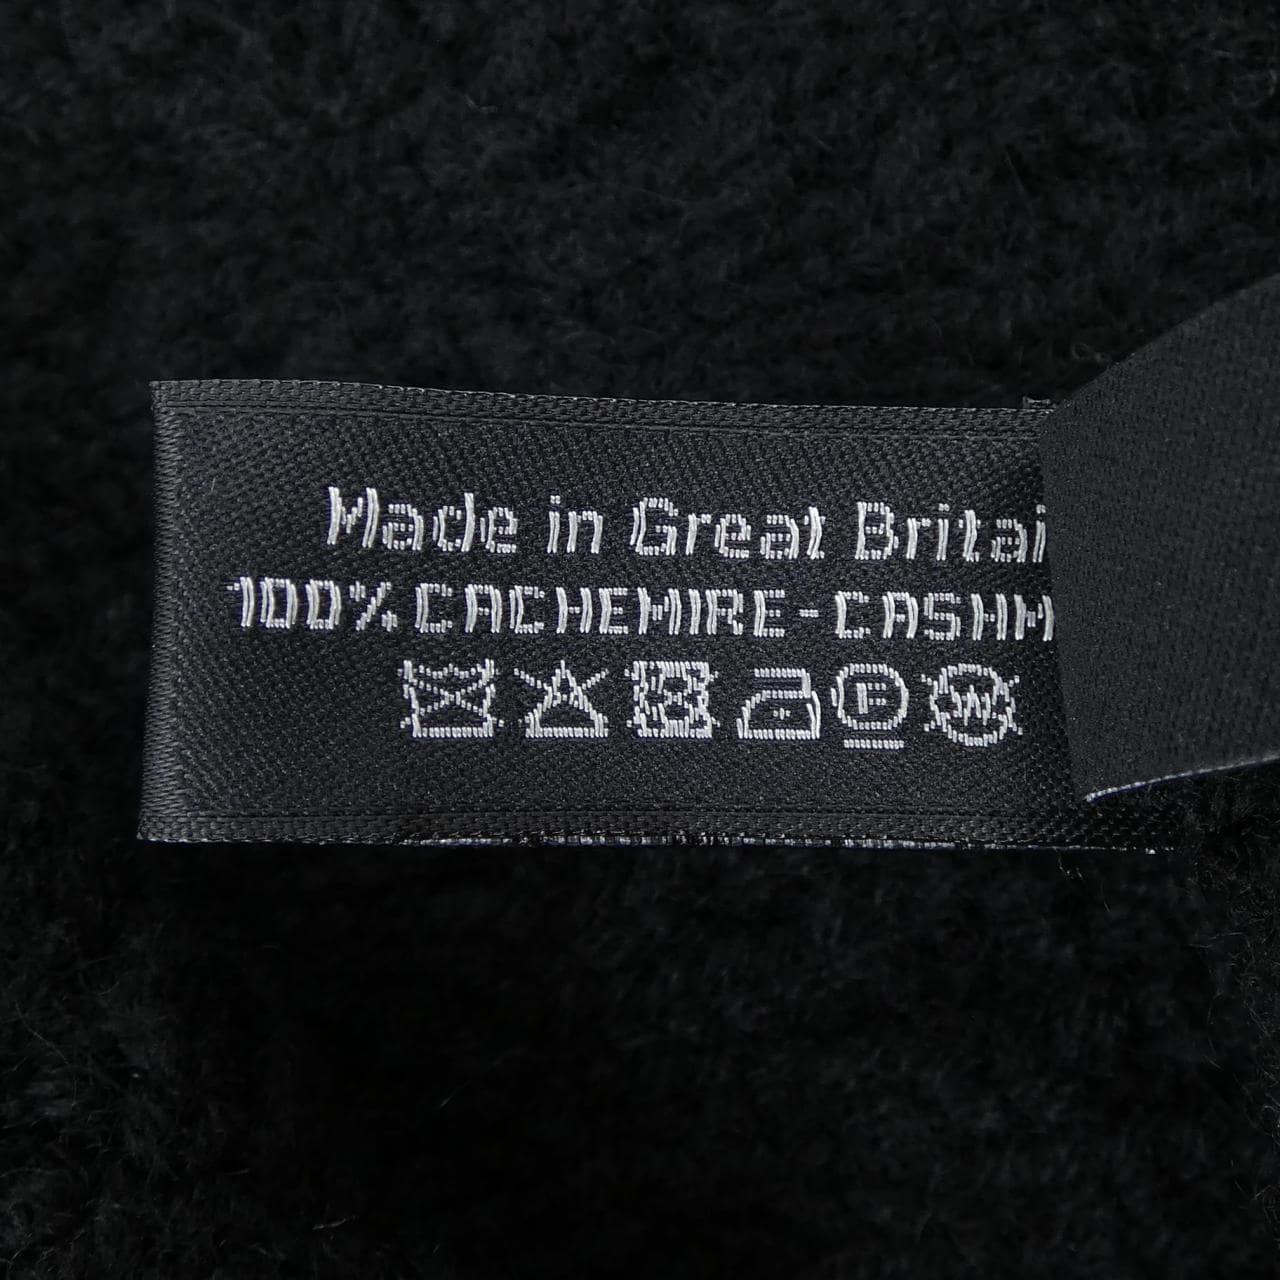 Made in Great Britai
100% CACHEMIRE-CASHM
F
W